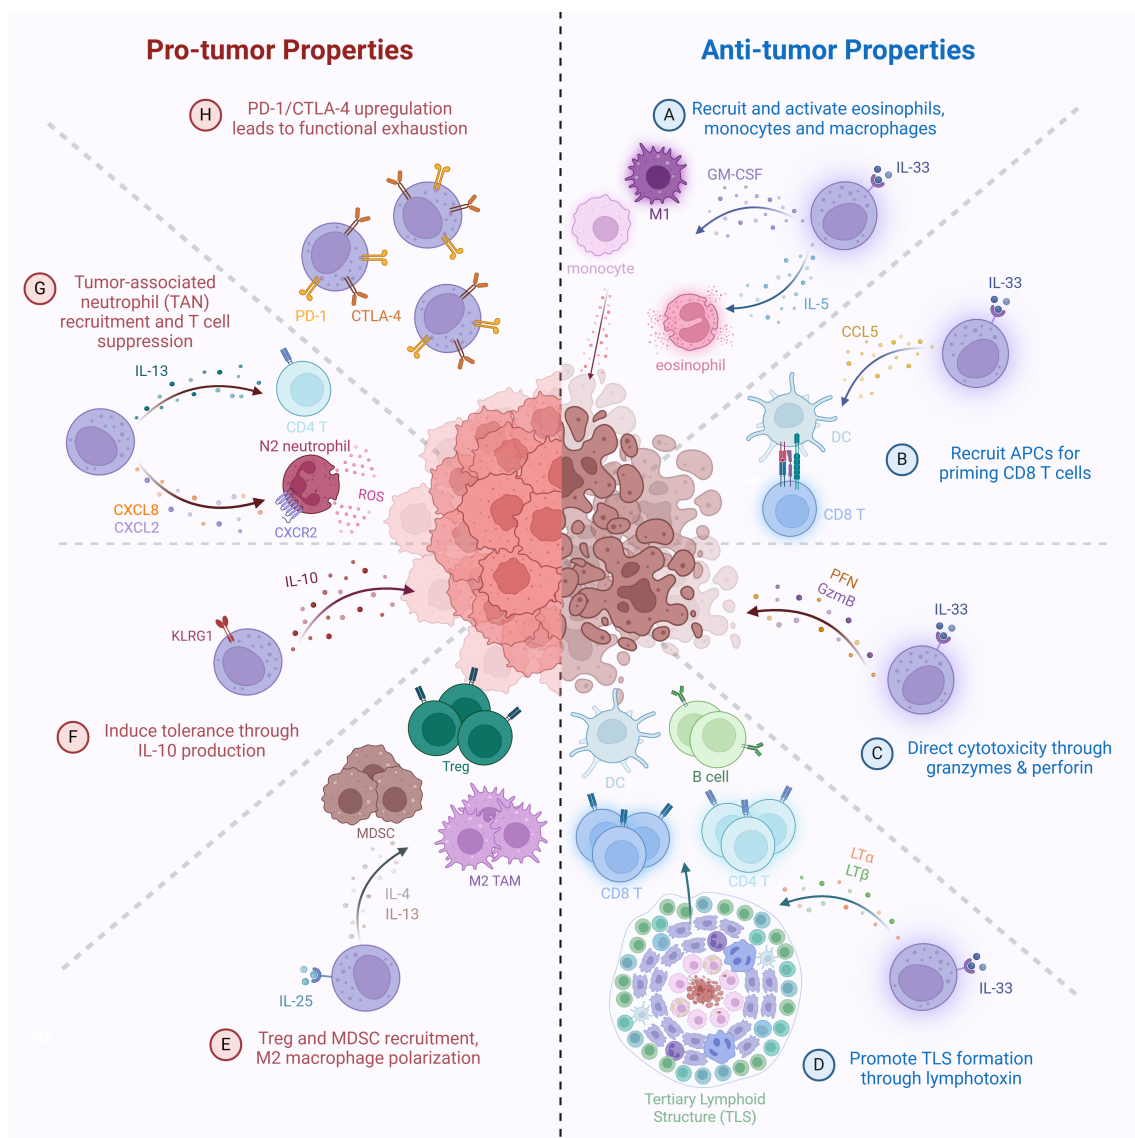 Pro-tumor Properties
Anti-tumor Properties
H
PD-1/CTLA-4 upregulation
leads to functional exhaustion
PD-1
CTLA-4
G
Tumor-associated
neutrophil (TAN)
recruitment and T cell
suppression
IL-13
CD4 T
N2 neutrophil
ROS
CXCL8
CXCL2
CXCR2
IL-10
KLRG1
F
Induce tolerance through
IL-10 production
Treg
MDSC
M2 TAM
IL-4
IL-13
IL-25
E
Treg and MDSC recruitment,
M2 macrophage polarization
A
Recruit and activate eosinophils,
monocytes and macrophages
IL-33
GM-CSF
M1
monocyte
IL-5
eosinophil
IL-33
CCL5
DC
B
Recruit APCs for
priming CD8 T cells
CD8 T
PFN
GzmB
IL-33
C
Direct cytotoxicity through
granzymes & perforin
DC
B cell
CD8 T
CD4 T
LTα
LTβ
IL-33
D
Promote TLS formation
through lymphotoxin
Tertiary Lymphoid
Structure (TLS)